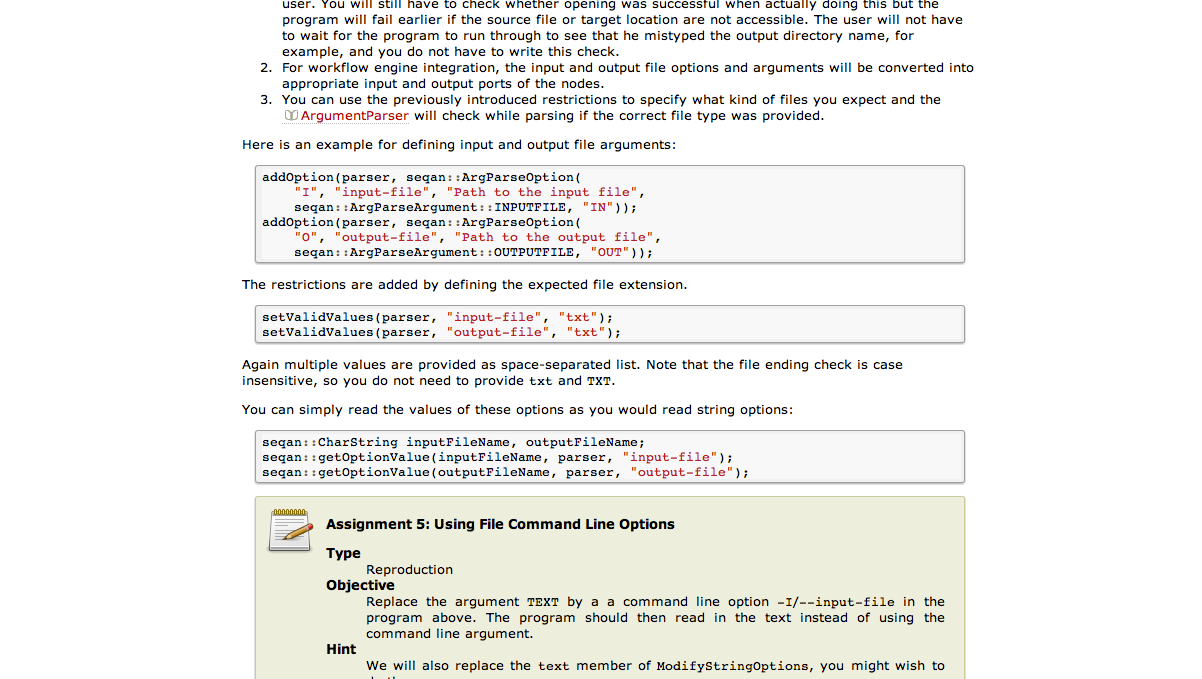 user. You will still have to check whether opening was successful when actually doing this but the
program will fail earlier if the source file or target location are not accessible. The user will not have
to wait for the program to run through to see that he mistyped the output directory name, for
example, and you do not have to write this check.
2. For workflow engine integration, the input and output file options and arguments will be converted into
appropriate input and output ports of the nodes.
3. You can use the previously introduced restrictions to specify what kind of files you expect and the
ArgumentParser will check while parsing if the correct file type was provided.
Here is an example for defining input and output file arguments:
addOption(parser, seqan::ArgParseOption(
    "I", "input-file", "Path to the input file",
    seqan::ArgParseArgument::INPUTFILE, "IN"));
addOption(parser, seqan::ArgParseOption(
    "O", "output-file", "Path to the output file",
    seqan::ArgParseArgument::OUTPUTFILE, "OUT"));
The restrictions are added by defining the expected file extension.
setValidValues(parser, "input-file", "txt");
setValidValues(parser, "output-file", "txt");
Again multiple values are provided as space-separated list. Note that the file ending check is case
insensitive, so you do not need to provide txt and TXT.
You can simply read the values of these options as you would read string options:
seqan::CharString inputFileName, outputFileName;
seqan::getOptionValue(inputFileName, parser, "input-file");
seqan::getOptionValue(outputFileName, parser, "output-file");
Assignment 5: Using File Command Line Options
Type
Reproduction
Objective
Replace the argument TEXT by a a command line option -I/--input-file in the
program above. The program should then read in the text instead of using the
command line argument.
Hint
We will also replace the text member of ModifyStringOptions, you might wish to